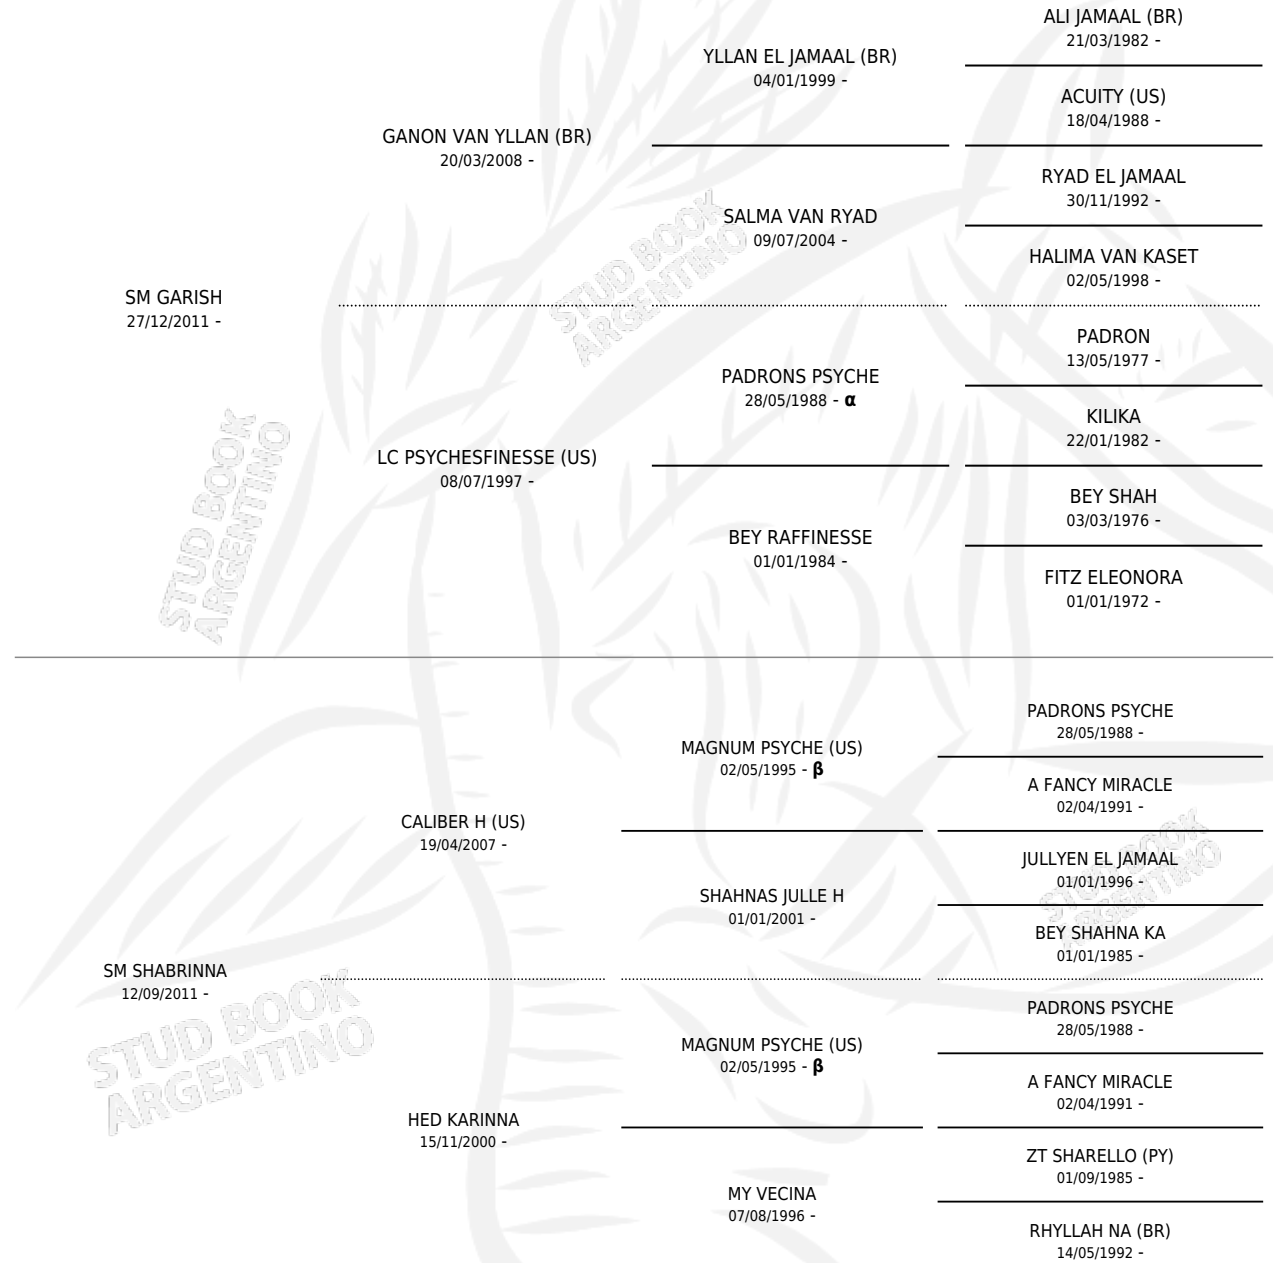 ALI JAMAAL (BR)
21/03/1982 -
YLLAN EL JAMAAL (BR)
04/01/1999 -
ACUITY (US)
18/04/1988 -
GANON VAN YLLAN (BR)
20/03/2008 -
RYAD EL JAMAAL
30/11/1992 -
SALMA VAN RYAD
09/07/2004 -
HALIMA VAN KASET
02/05/1998 -
SM GARISH
27/12/2011 -
PADRON
13/05/1977 -
PADRONS PSYCHE
28/05/1988 - α
KILIKA
22/01/1982 -
LC PSYCHESFINESSE (US)
08/07/1997 -
BEY SHAH
03/03/1976 -
BEY RAFFINESSE
01/01/1984 -
FITZ ELEONORA
01/01/1972 -
STUD BOOK
ARGENTINO
STUD BOOK
ARGENTINO
PADRONS PSYCHE
28/05/1988 -
MAGNUM PSYCHE (US)
02/05/1995 - β
A FANCY MIRACLE
02/04/1991 -
CALIBER H (US)
19/04/2007 -
JULLYEN EL JAMAAL
01/01/1996 -
SHAHNAS JULLE H
01/01/2001 -
BEY SHAHNA KA
01/01/1985 -
SM SHABRINNA
12/09/2011 -
PADRONS PSYCHE
28/05/1988 -
MAGNUM PSYCHE (US)
02/05/1995 - β
A FANCY MIRACLE
02/04/1991 -
HED KARINNA
15/11/2000 -
ZT SHARELLO (PY)
01/09/1985 -
MY VECINA
07/08/1996 -
RHYLLAH NA (BR)
14/05/1992 -
STUD BOOK
ARGENTINO
STUD BOOK
ARGENTINO